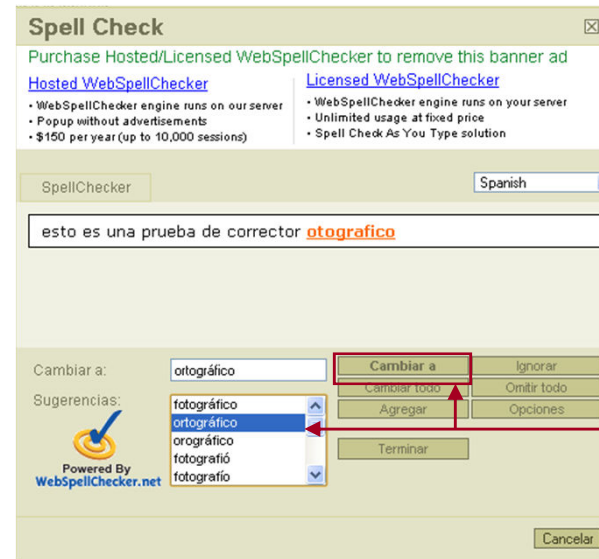 Spell Check
Purchase Hosted/Licensed WebSpellChecker to remove this banner ad
Hosted WebSpellChecker
• WebSpellChecker engine runs on our server
• Popup without advertisements
• $150 per year (up to 10,000 sessions)
Licensed WebSpellChecker
• WebSpellChecker engine runs on your server
• Unlimited usage at fixed price
• Spell Check As You Type solution
SpellChecker
Spanish
esto es una prueba de corrector otografico
Cambiar a:
ortográfico
Cambiar a
Ignorar
Cambiar todo
Omitir todo
Sugerencias:
fotográfico
ortográfico
orográfico
fotografió
fotografío
Agregar
Opciones
Terminar
Powered By
WebSpellChecker.net
Cancelar